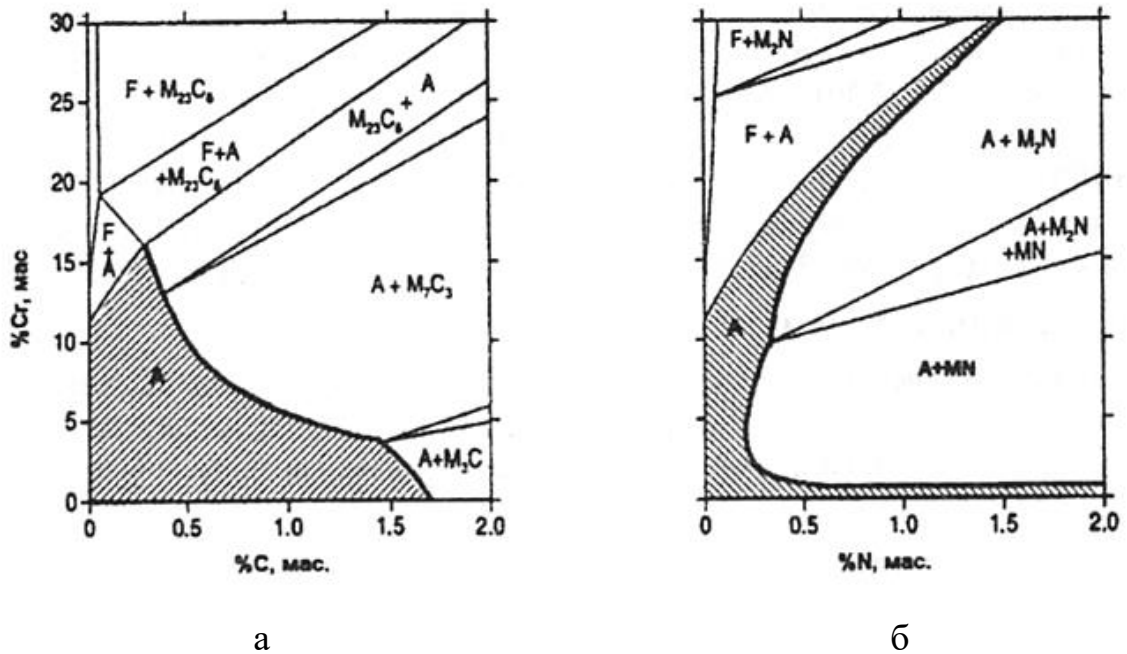 30
25
20
15
10
5
0
%Cr, мас
F + M₂₃C₆
F+A
+M₂₃C₆
M₂₃C₆ + A
F
+
A
A + M₇C₃
A
A+M₃C
0
0.5
1.0
1.5
2.0
%C, мас.
а
F+M₂N
F + A
A + M₂N
A+M₂N
+MN
A
A+MN
0
0.5
1.0
1.5
2.0
%N, мас.
б